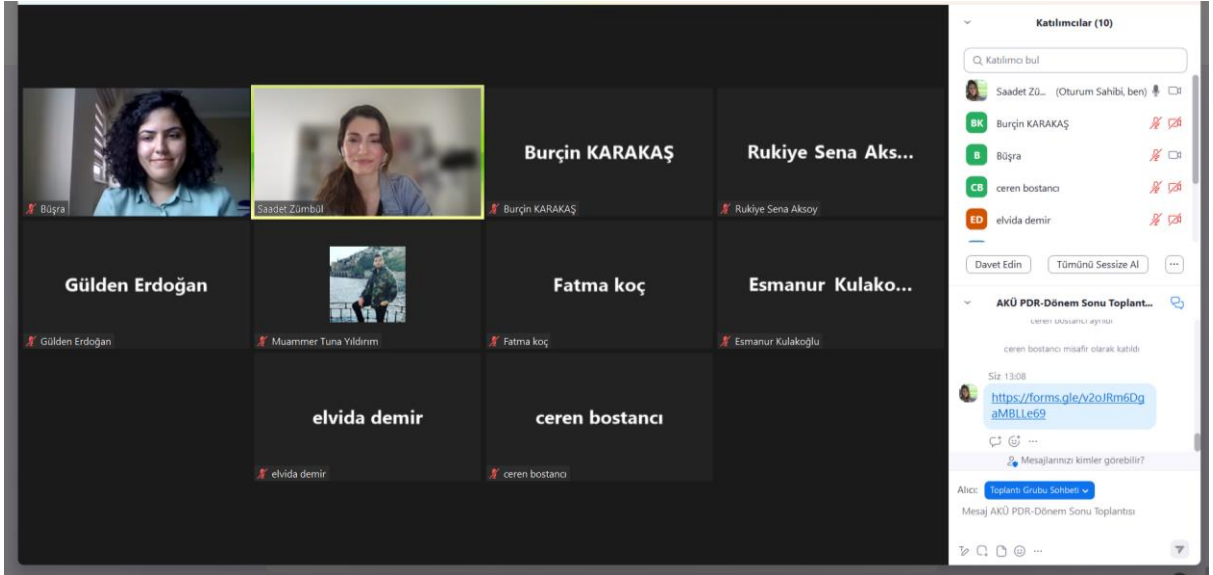 Büşra
Saadet Zümbül
Burçin KARAKAŞ
Burçin KARAKAŞ
Rukiye Sena Aks...
Rukiye Sena Aksoy
Gülden Erdoğan
Gülden Erdoğan
Muammer Tuna Yıldırım
Fatma koç
Fatma koç
Esmanur Kulako...
Esmanur Kulakoğlu
elvida demir
elvida demir
ceren bostancı
ceren bostancı
Katılımcılar (10)
Katılımcı bul
Saadet Zü... (Oturum Sahibi, ben)
BK Burçin KARAKAŞ
B Büşra
CB ceren bostancı
ED elvida demir
Davet Edin
Tümünü Sessize Al
AKÜ PDR-Dönem Sonu Toplant...
ceren bostancı ayrıldı
ceren bostancı misafir olarak katıldı
Siz 13:08
https://forms.gle/v2oJRm6Dg
aMBLLe69
Mesajlarınızı kimler görebilir?
Alıcı: Toplantı Grubu Sohbeti
Mesaj AKÜ PDR-Dönem Sonu Toplantısı